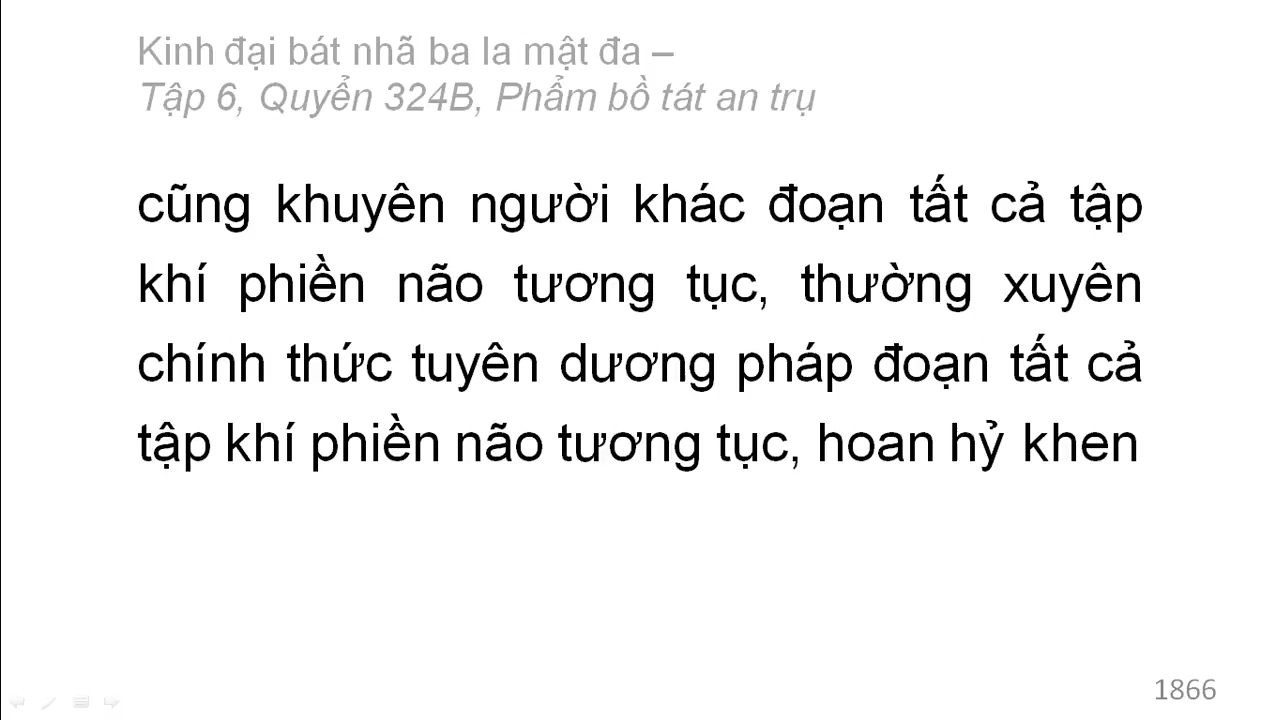 Kinh đại bát nhã ba la mật đa –
Tập 6, Quyển 324B, Phẩm bồ tát an trụ
cũng khuyên người khác đoạn tất cả tập
khí phiền não tương tục, thường xuyên
chính thức tuyên dương pháp đoạn tất cả
tập khí phiền não tương tục, hoan hỷ khen
1866